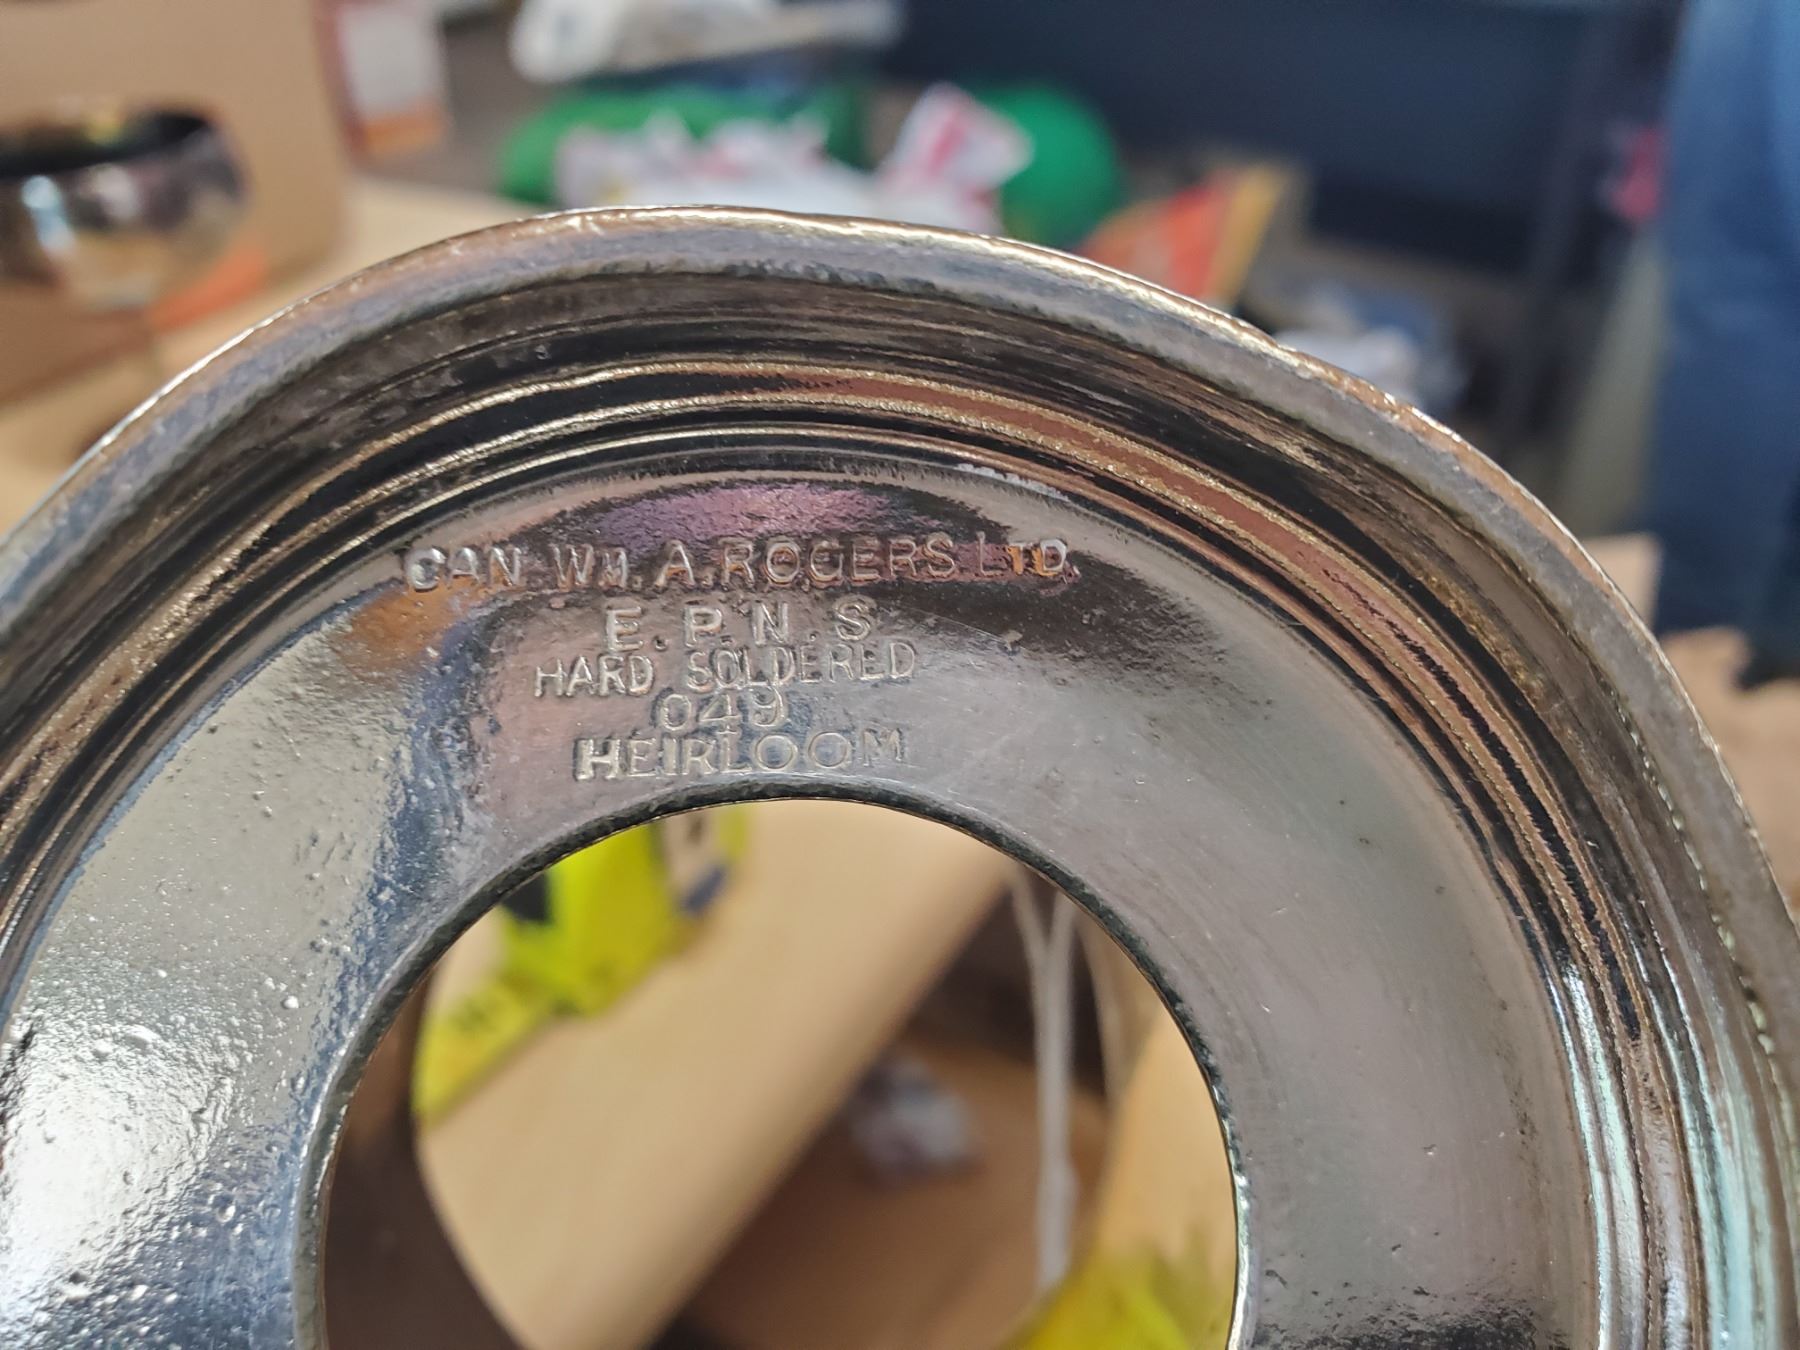 CAN. WM. A. ROGERS LTD.
E.P.N.S
HARD SOLDERED
049
HEIRLOOM